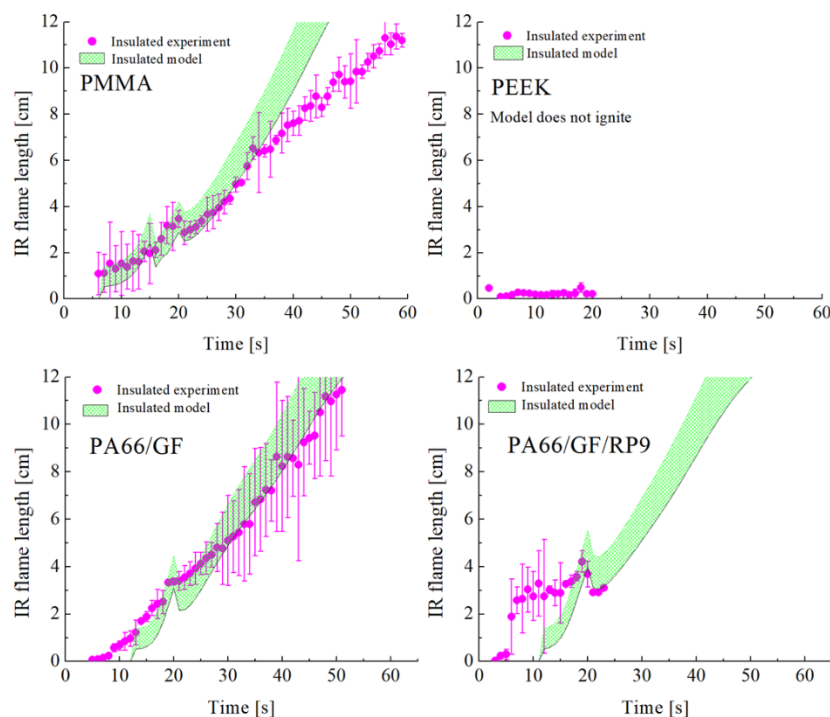 12
10
8
6
4
2
0
IR flame length [cm]
Insulated experiment
Insulated model
PMMA
0 10 20 30 40 50 60
Time [s]
12
10
8
6
4
2
0
IR flame length [cm]
Insulated experiment
Insulated model
PEEK
Model does not ignite
0 10 20 30 40 50 60
Time [s]
12
10
8
6
4
2
0
IR flame length [cm]
Insulated experiment
Insulated model
PA66/GF
0 10 20 30 40 50 60
Time [s]
12
10
8
6
4
2
0
IR flame length [cm]
Insulated experiment
Insulated model
PA66/GF/RP9
0 10 20 30 40 50 60
Time [s]